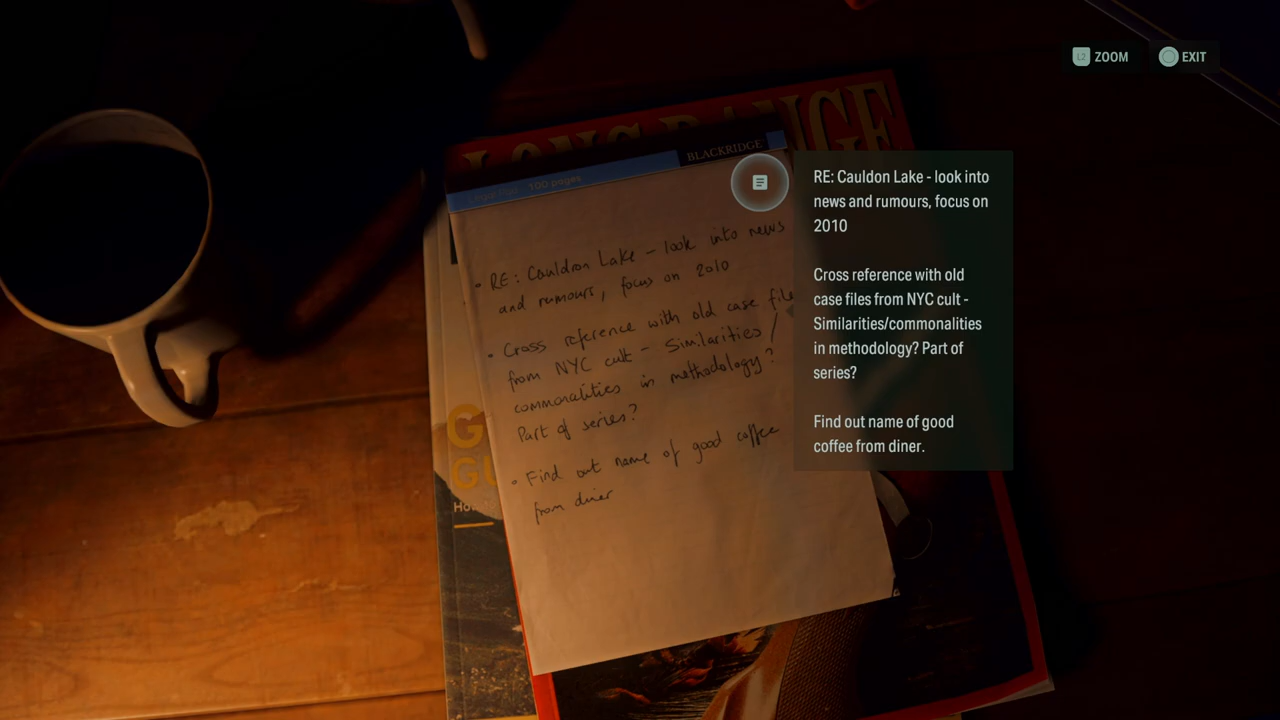 L2 ZOOM
EXIT
LONG RANGE
BLACKRIDGE
Legal Pad 100 pages
• RE: Cauldron Lake - look into news
and rumours, focus on 2010
• Cross reference with old case file
from NYC cult - Similarities /
commonalities in methodology?
Part of series?
• Find out name of good coffee
from diner
RE: Cauldon Lake - look into
news and rumours, focus on
2010
Cross reference with old
case files from NYC cult -
Similarities/commonalities
in methodology? Part of
series?
Find out name of good
coffee from diner.